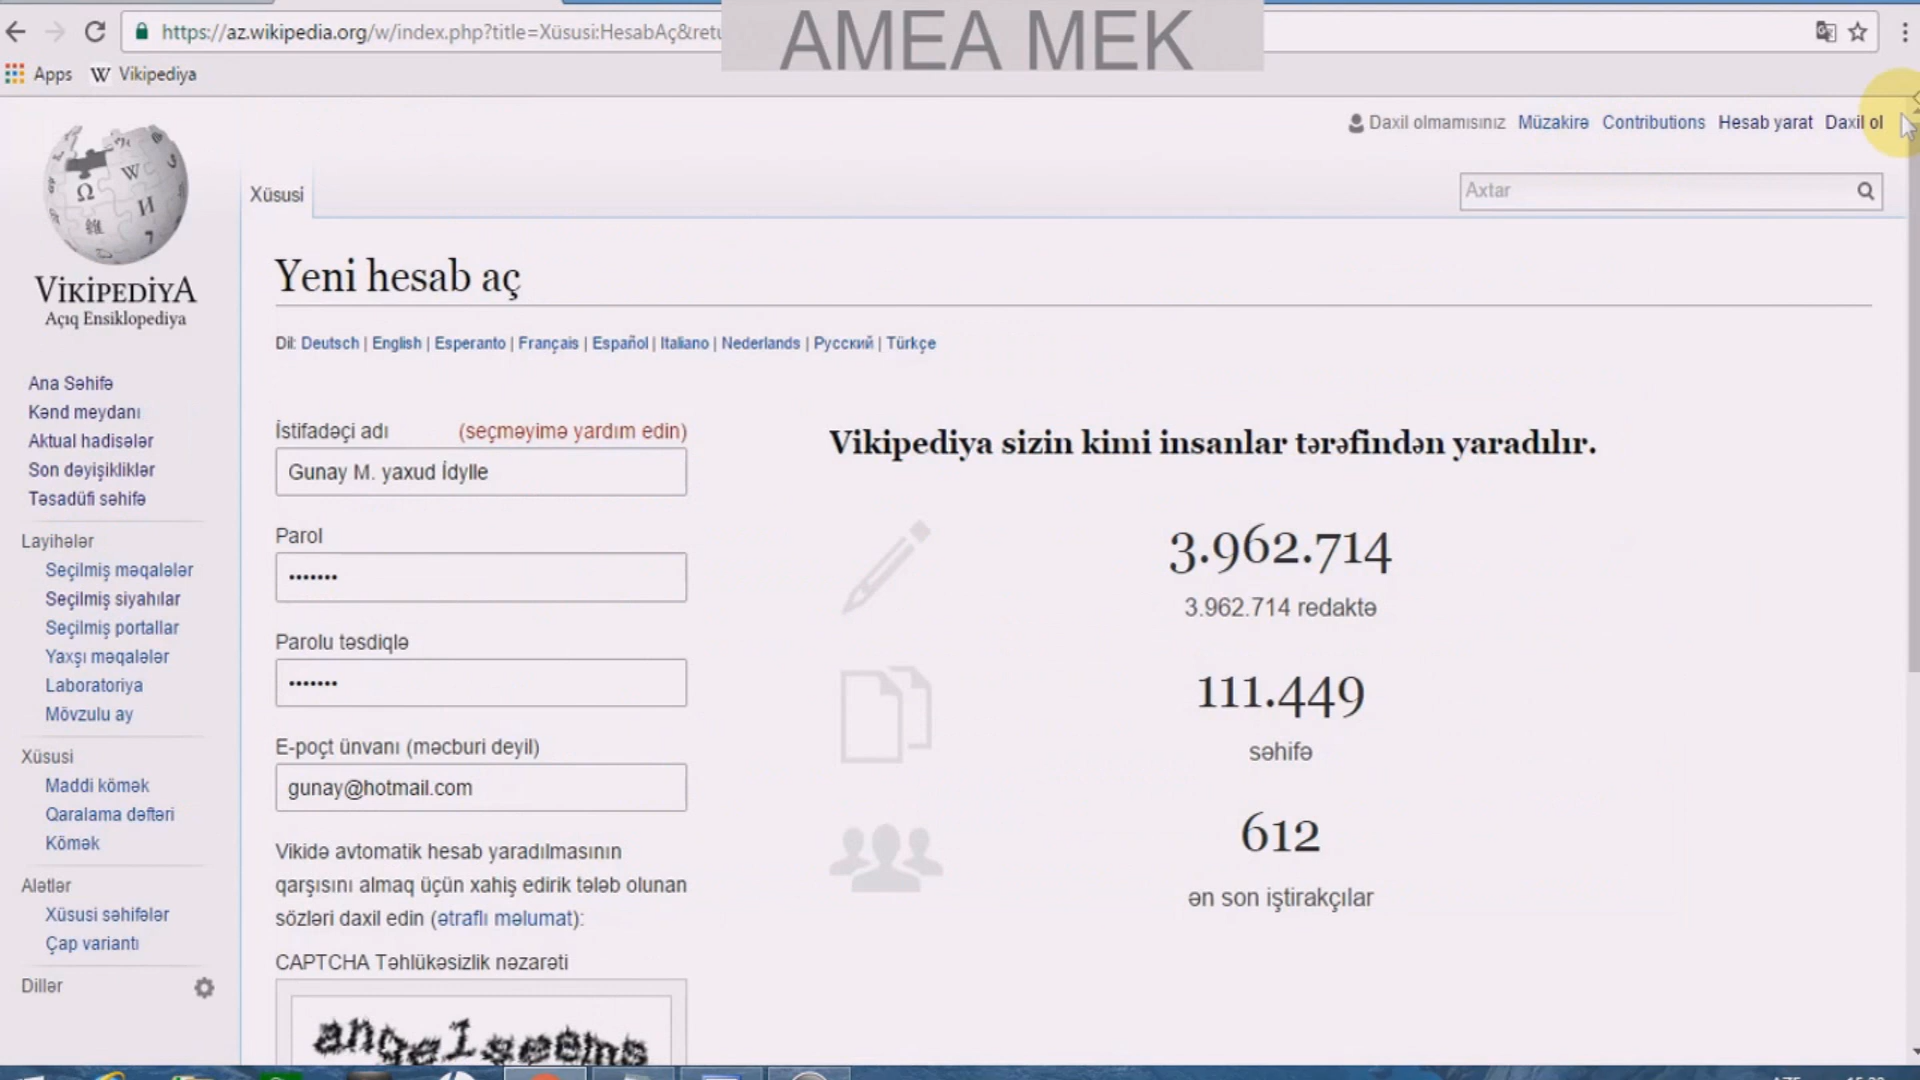 https://az.wikipedia.org/w/index.php?title=Xüsusi:HesabAç&retu
AMEA MEK
Apps W Vikipediya
Daxil olmamısınız Müzakirə Contributions Hesab yarat Daxil ol
Xüsusi
Axtar
VİKİPEDİYA
Açıq Ensiklopediya
Ana Səhifə
Kənd meydanı
Aktual hadisələr
Son dəyişikliklər
Təsadüfi səhifə
Layihələr
Seçilmiş məqalələr
Seçilmiş siyahılar
Seçilmiş portallar
Yaxşı məqalələr
Laboratoriya
Mövzulu ay
Xüsusi
Maddi kömək
Qaralama dəftəri
Kömək
Alətlər
Xüsusi səhifələr
Çap variantı
Dillər
Yeni hesab aç
Dil: Deutsch | English | Esperanto | Français | Español | Italiano | Nederlands | Русский | Türkçe
İstifadəçi adı (seçməyimə yardım edin)
Gunay M. yaxud İdylle
Parol
•••••••
Parolu təsdiqlə
•••••••
E-poçt ünvanı (məcburi deyil)
gunay@hotmail.com
Vikidə avtomatik hesab yaradılmasının
qarşısını almaq üçün xahiş edirik tələb olunan
sözləri daxil edin (ətraflı məlumat):
CAPTCHA Təhlükəsizlik nəzarəti
Vikipediya sizin kimi insanlar tərəfindən yaradılır.
3.962.714
3.962.714 redaktə
111.449
səhifə
612
ən son iştirakçılar